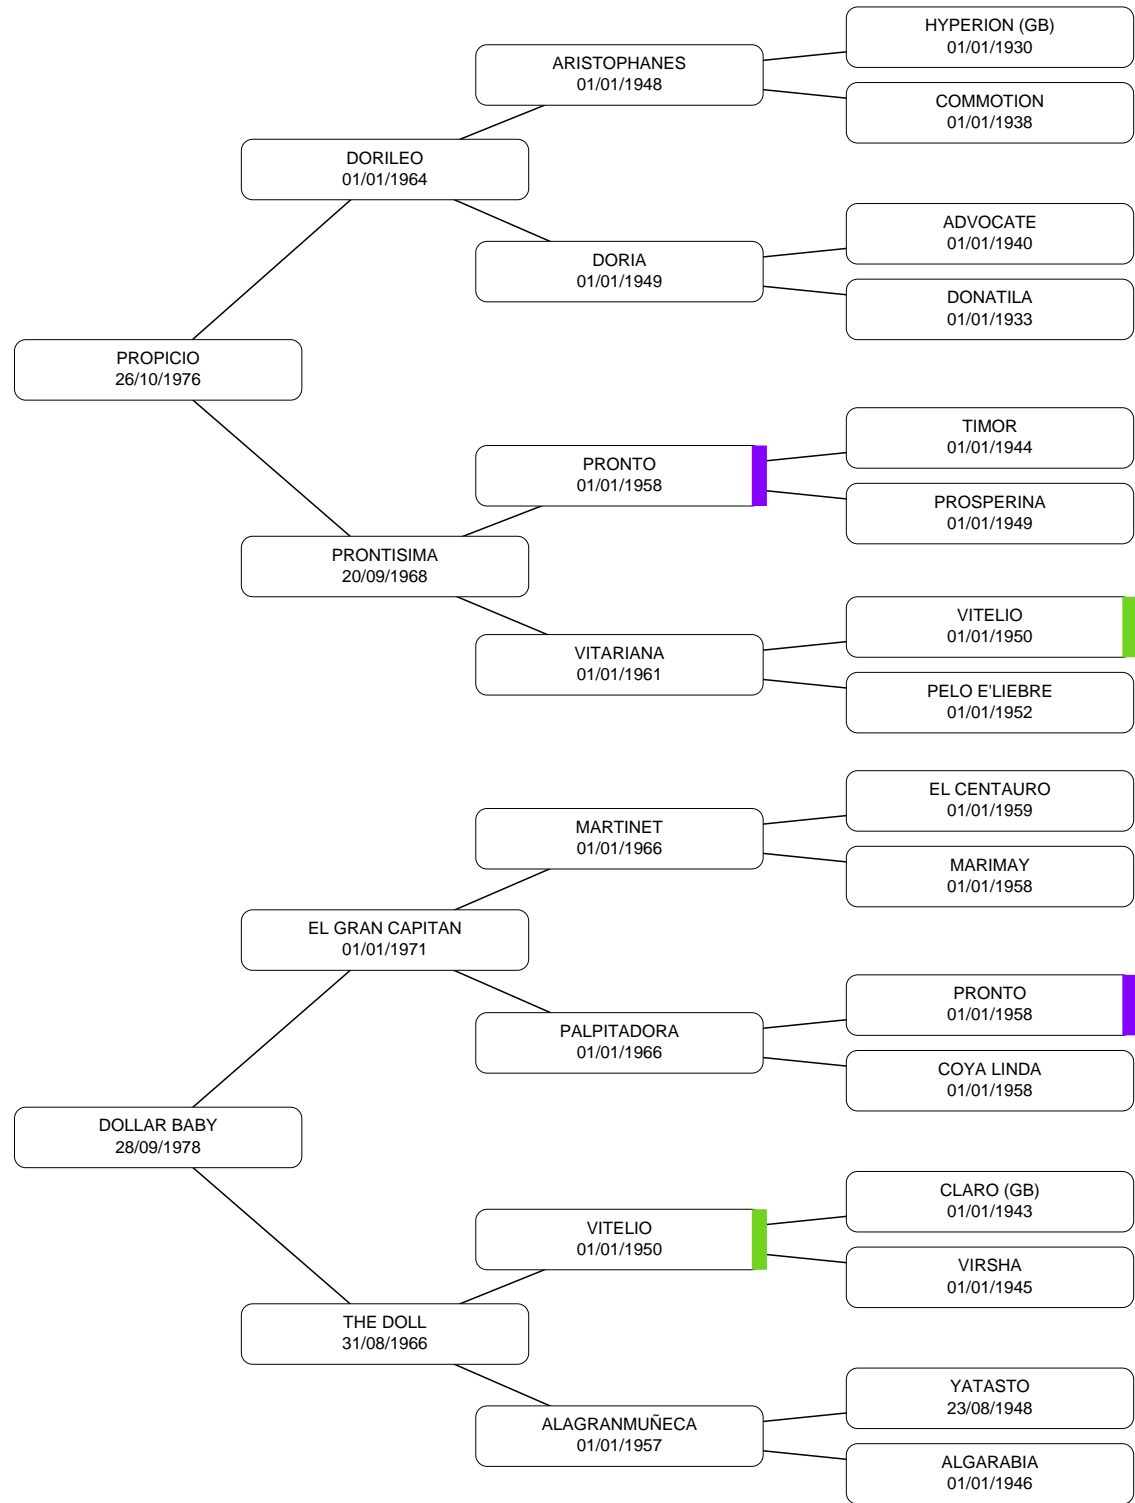 HYPERION (GB)
01/01/1930
ARISTOPHANES
01/01/1948
COMMOTION
01/01/1938
DORILEO
01/01/1964
ADVOCATE
01/01/1940
DORIA
01/01/1949
DONATILA
01/01/1933
PROPICIO
26/10/1976
TIMOR
01/01/1944
PRONTO
01/01/1958
PROSPERINA
01/01/1949
PRONTISIMA
20/09/1968
VITELIO
01/01/1950
VITARIANA
01/01/1961
PELO E'LIEBRE
01/01/1952
EL CENTAURO
01/01/1959
MARTINET
01/01/1966
MARIMAY
01/01/1958
EL GRAN CAPITAN
01/01/1971
PRONTO
01/01/1958
PALPITADORA
01/01/1966
COYA LINDA
01/01/1958
DOLLAR BABY
28/09/1978
CLARO (GB)
01/01/1943
VITELIO
01/01/1950
VIRSHA
01/01/1945
THE DOLL
31/08/1966
YATASTO
23/08/1948
ALAGRANMUÑECA
01/01/1957
ALGARABIA
01/01/1946